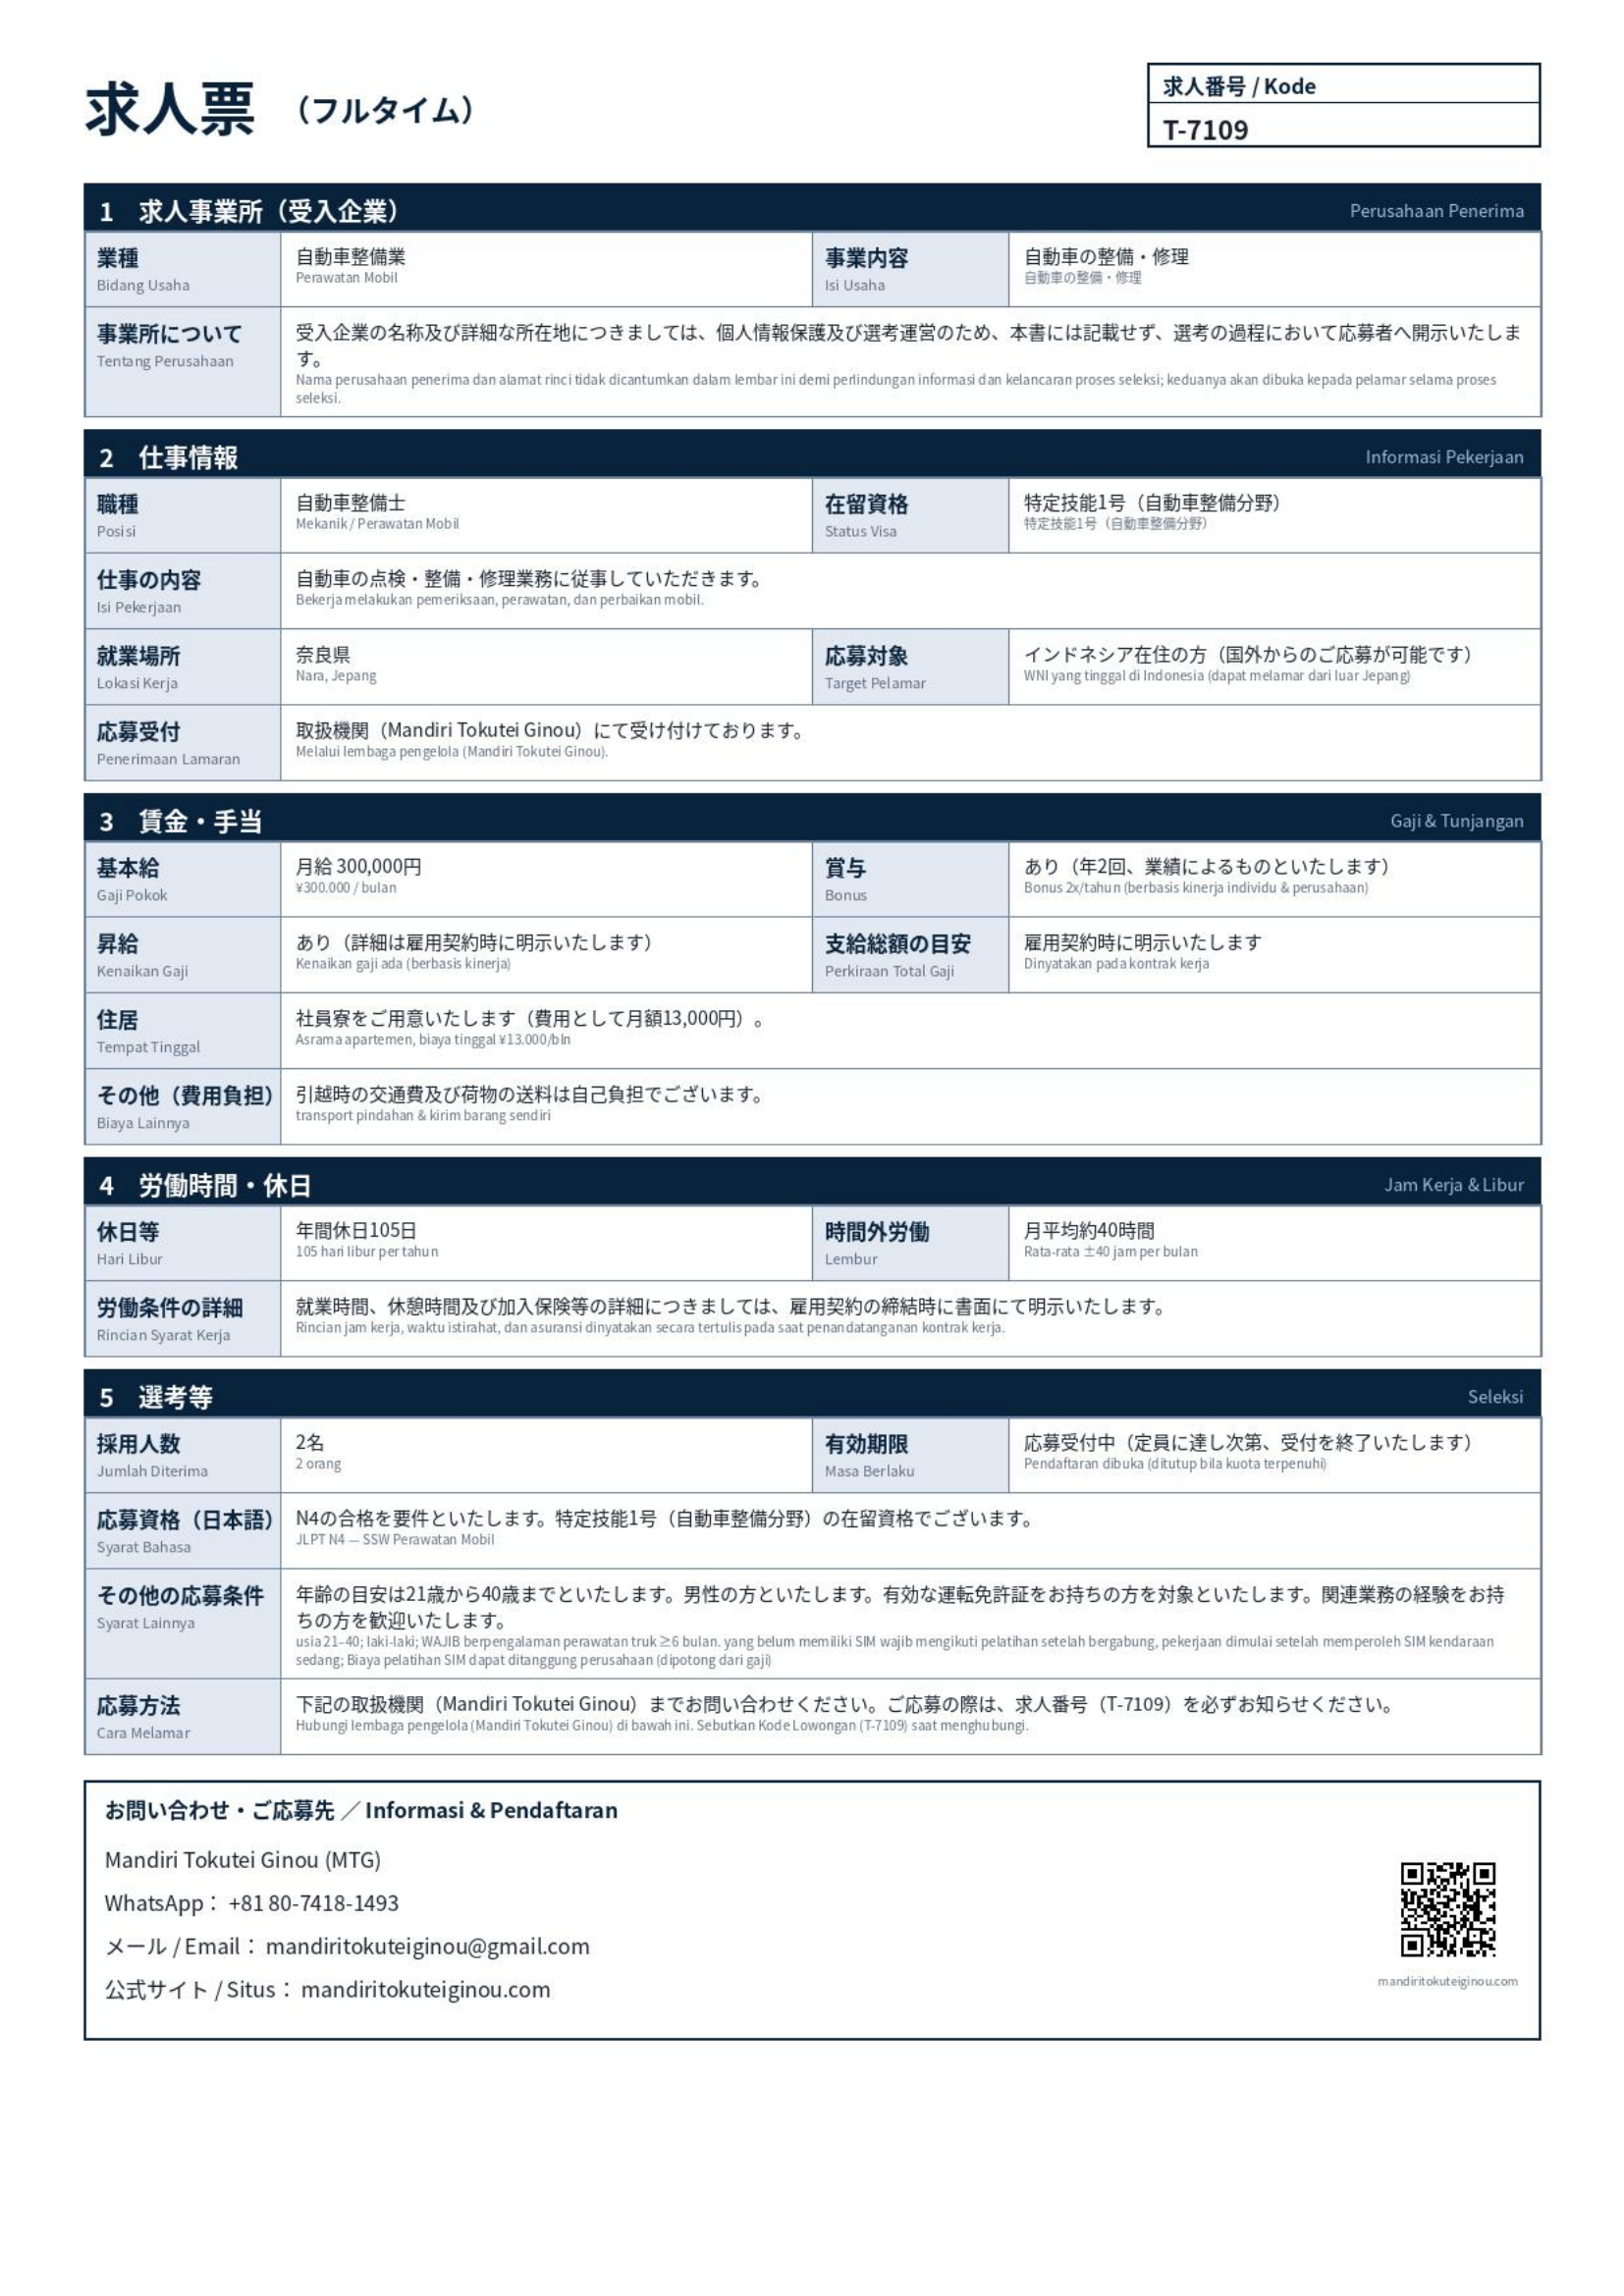 求人票 （フルタイム）
求人番号 / Kode
T-7109
1 求人事業所（受入企業） Perusahaan Penerima
業種 自動車整備業 事業内容 自動車の整備・修理
Bidang Usaha Perawatan Mobil Isi Usaha 自動車の整備・修理
事業所について 受入企業の名称及び詳細な所在地につきましては、個人情報保護及び選考運営のため、本書には記載せず、選考の過程において応募者へ開示いたしま
す。
Tentang Perusahaan
Nama perusahaan penerima dan alamat rinci tidak dicantumkan dalam lembar ini demi perlindungan informasi dan kelancaran proses seleksi; keduanya akan dibuka kepada pelamar selama proses
seleksi.
2 仕事情報 Informasi Pekerjaan
職種 自動車整備士 在留資格 特定技能1号（自動車整備分野）
Posisi Mekanik / Perawatan Mobil Status Visa 特定技能1号（自動車整備分野）
仕事の内容 自動車の点検・整備・修理業務に従事していただきます。
Isi Pekerjaan Bekerja melakukan pemeriksaan, perawatan, dan perbaikan mobil.
就業場所 奈良県 応募対象 インドネシア在住の方（国外からのご応募が可能です）
Lokasi Kerja Nara, Jepang Target Pelamar WNI yang tinggal di Indonesia (dapat melamar dari luar Jepang)
応募受付 取扱機関（Mandiri Tokutei Ginou）にて受け付けております。
Penerimaan Lamaran Melalui lembaga pengelola (Mandiri Tokutei Ginou).
3 賃金・手当 Gaji & Tunjangan
基本給 月給 300,000円 賞与 あり（年2回、業績によるものといたします）
Gaji Pokok ¥300.000 / bulan Bonus Bonus 2x/tahun (berbasis kinerja individu & perusahaan)
昇給 あり（詳細は雇用契約時に明示いたします） 支給総額の目安 雇用契約時に明示いたします
Kenaikan Gaji Kenaikan gaji ada (berbasis kinerja) Perkiraan Total Gaji Dinyatakan pada kontrak kerja
住居 社員寮をご用意いたします（費用として月額13,000円）。
Tempat Tinggal Asrama apartemen, biaya tinggal ¥13.000/bln
その他（費用負担） 引越時の交通費及び荷物の送料は自己負担でございます。
Biaya Lainnya transport pindahan & kirim barang sendiri
4 労働時間・休日 Jam Kerja & Libur
休日等 年間休日105日 時間外労働 月平均約40時間
Hari Libur 105 hari libur per tahun Lembur Rata-rata ±40 jam per bulan
労働条件の詳細 就業時間、休憩時間及び加入保険等の詳細につきましては、雇用契約の締結時に書面にて明示いたします。
Rincian Syarat Kerja Rincian jam kerja, waktu istirahat, dan asuransi dinyatakan secara tertulis pada saat penandatanganan kontrak kerja.
5 選考等 Seleksi
採用人数 2名 有効期限 応募受付中（定員に達し次第、受付を終了いたします）
Jumlah Diterima 2 orang Masa Berlaku Pendaftaran dibuka (ditutup bila kuota terpenuhi)
応募資格（日本語） N4の合格を要件といたします。特定技能1号（自動車整備分野）の在留資格でございます。
Syarat Bahasa JLPT N4 — SSW Perawatan Mobil
その他の応募条件 年齢の目安は21歳から40歳までといたします。男性の方といたします。有効な運転免許証をお持ちの方を対象といたします。関連業務の経験をお持
ちの方を歓迎いたします。
Syarat Lainnya
usia 21–40; laki-laki; WAJIB berpengalaman perawatan truk ≥6 bulan. yang belum memiliki SIM wajib mengikuti pelatihan setelah bergabung, pekerjaan dimulai setelah memperoleh SIM kendaraan
sedang; Biaya pelatihan SIM dapat ditanggung perusahaan (dipotong dari gaji)
応募方法 下記の取扱機関（Mandiri Tokutei Ginou）までお問い合わせください。ご応募の際は、求人番号（T-7109）を必ずお知らせください。
Cara Melamar Hubungi lembaga pengelola (Mandiri Tokutei Ginou) di bawah ini. Sebutkan Kode Lowongan (T-7109) saat menghubungi.
お問い合わせ・ご応募先 ／ Informasi & Pendaftaran
Mandiri Tokutei Ginou (MTG)
WhatsApp： +81 80-7418-1493
メール / Email： mandiritokuteiginou@gmail.com
公式サイト / Situs： mandiritokuteiginou.com
mandiritokuteiginou.com